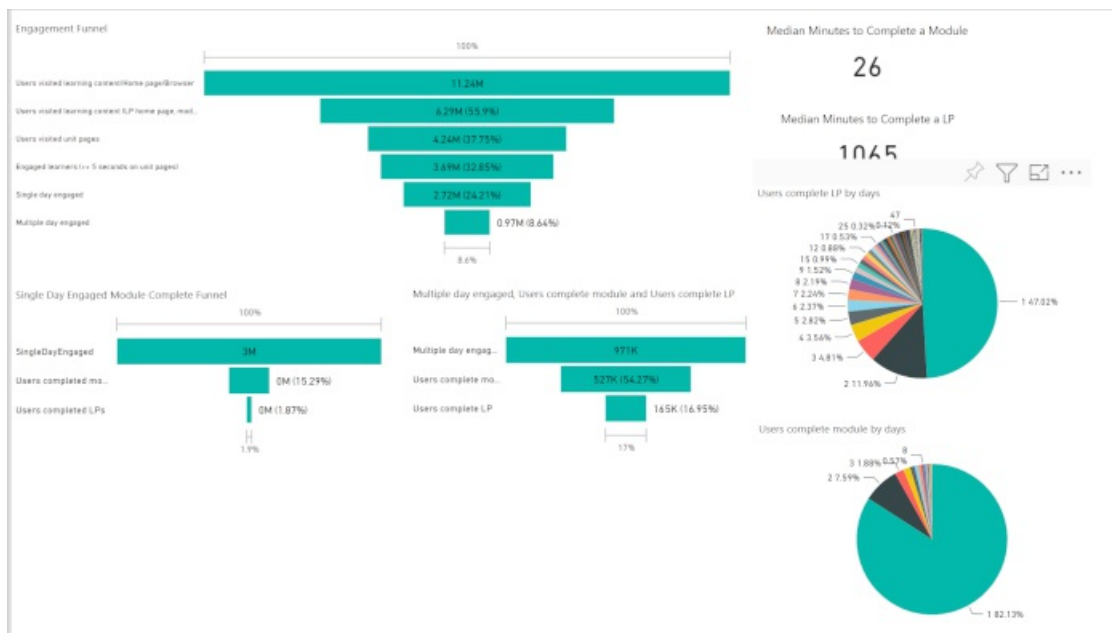 Engagement Funnel
100%
Users visited learning content/Home page/Browser
11.24M
Users visited learning content (LP home page, mod...
6.29M (55.9%)
Users visited unit pages
4.24M (37.75%)
Engaged learners (>= 5 seconds on unit pages)
3.69M (32.85%)
Single day engaged
2.72M (24.21%)
Multiple day engaged
0.97M (8.64%)
8.6%
Median Minutes to Complete a Module
26
Median Minutes to Complete a LP
1065
Single Day Engaged Module Complete Funnel
100%
SingleDayEngaged
3M
Users completed mo...
0M (15.29%)
Users completed LPs
0M (1.87%)
1.9%
Multiple day engaged, Users complete module and Users complete LP
100%
Multiple day engag...
971K
Users complete mo...
527K (54.27%)
Users complete LP
165K (16.95%)
17%
Users complete LP by days
47
25 0.32%
0.12%
17 0.53%
12 0.88%
15 0.99%
9 1.52%
8 2.19%
7 2.24%
6 2.37%
5 2.82%
4 3.56%
3 4.81%
2 11.96%
1 47.02%
Users complete module by days
8
0.57%
3 1.88%
2 7.59%
1 82.13%